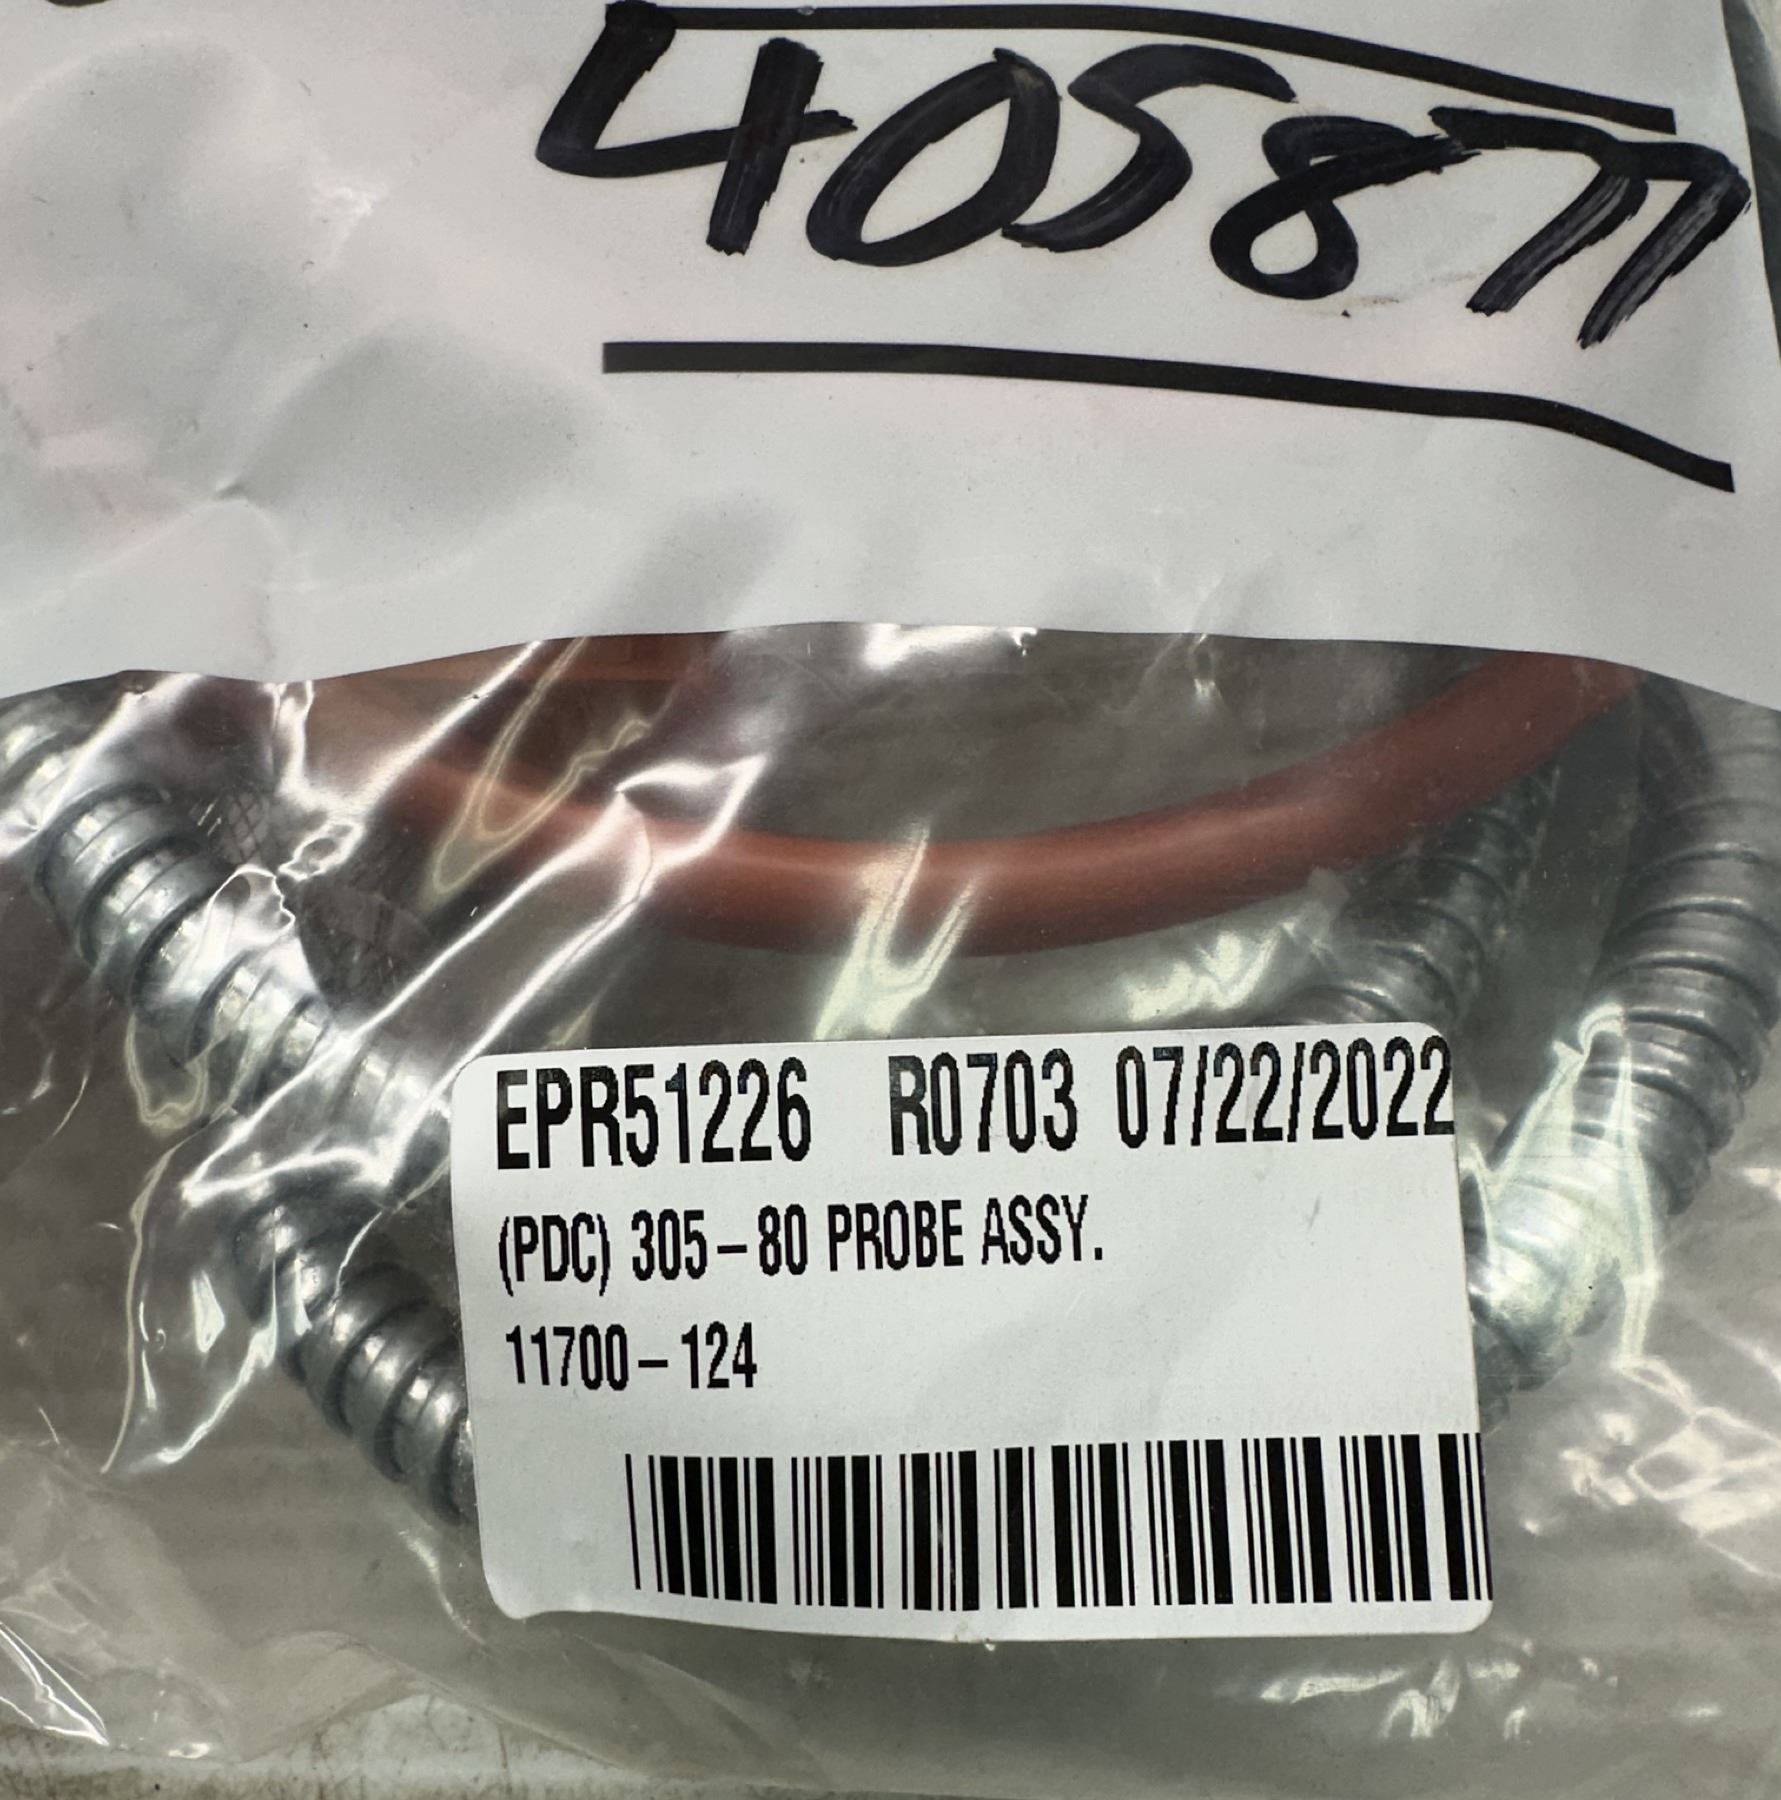 405877
EPR51226 R0703 07/22/2022
(PDC) 305-80 PROBE ASSY.
11700-124